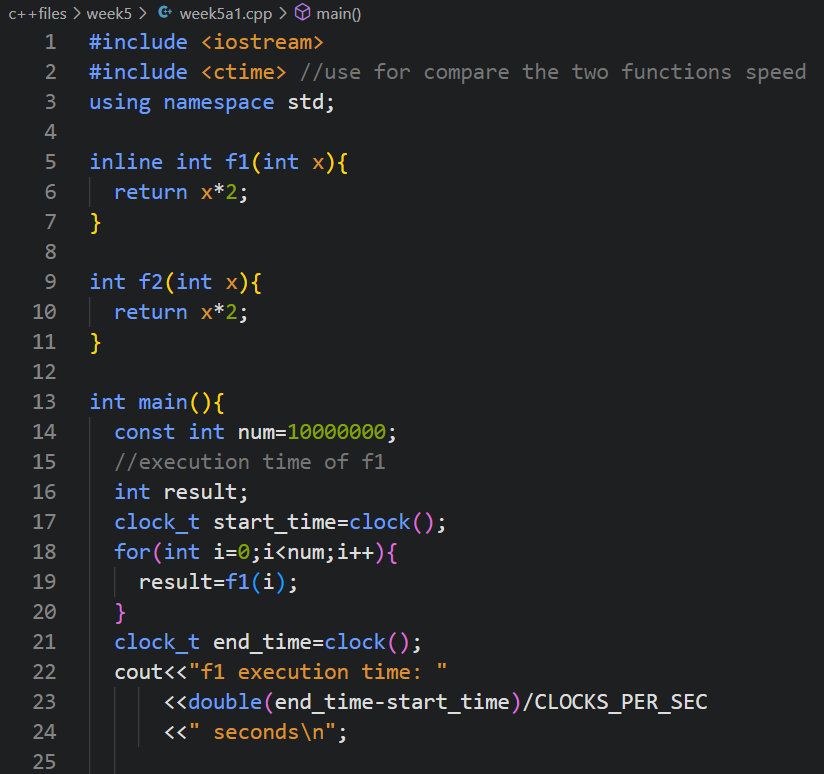 c++files > week5 > week5a1.cpp > main()
1 #include <iostream>
2 #include <ctime> //use for compare the two functions speed
3 using namespace std;
4
5 inline int f1(int x){
6   return x*2;
7 }
8
9 int f2(int x){
10   return x*2;
11 }
12
13 int main(){
14   const int num=10000000;
15   //execution time of f1
16   int result;
17   clock_t start_time=clock();
18   for(int i=0;i<num;i++){
19     result=f1(i);
20   }
21   clock_t end_time=clock();
22   cout<<"f1 execution time: "
23       <<double(end_time-start_time)/CLOCKS_PER_SEC
24       <<" seconds\n";
25